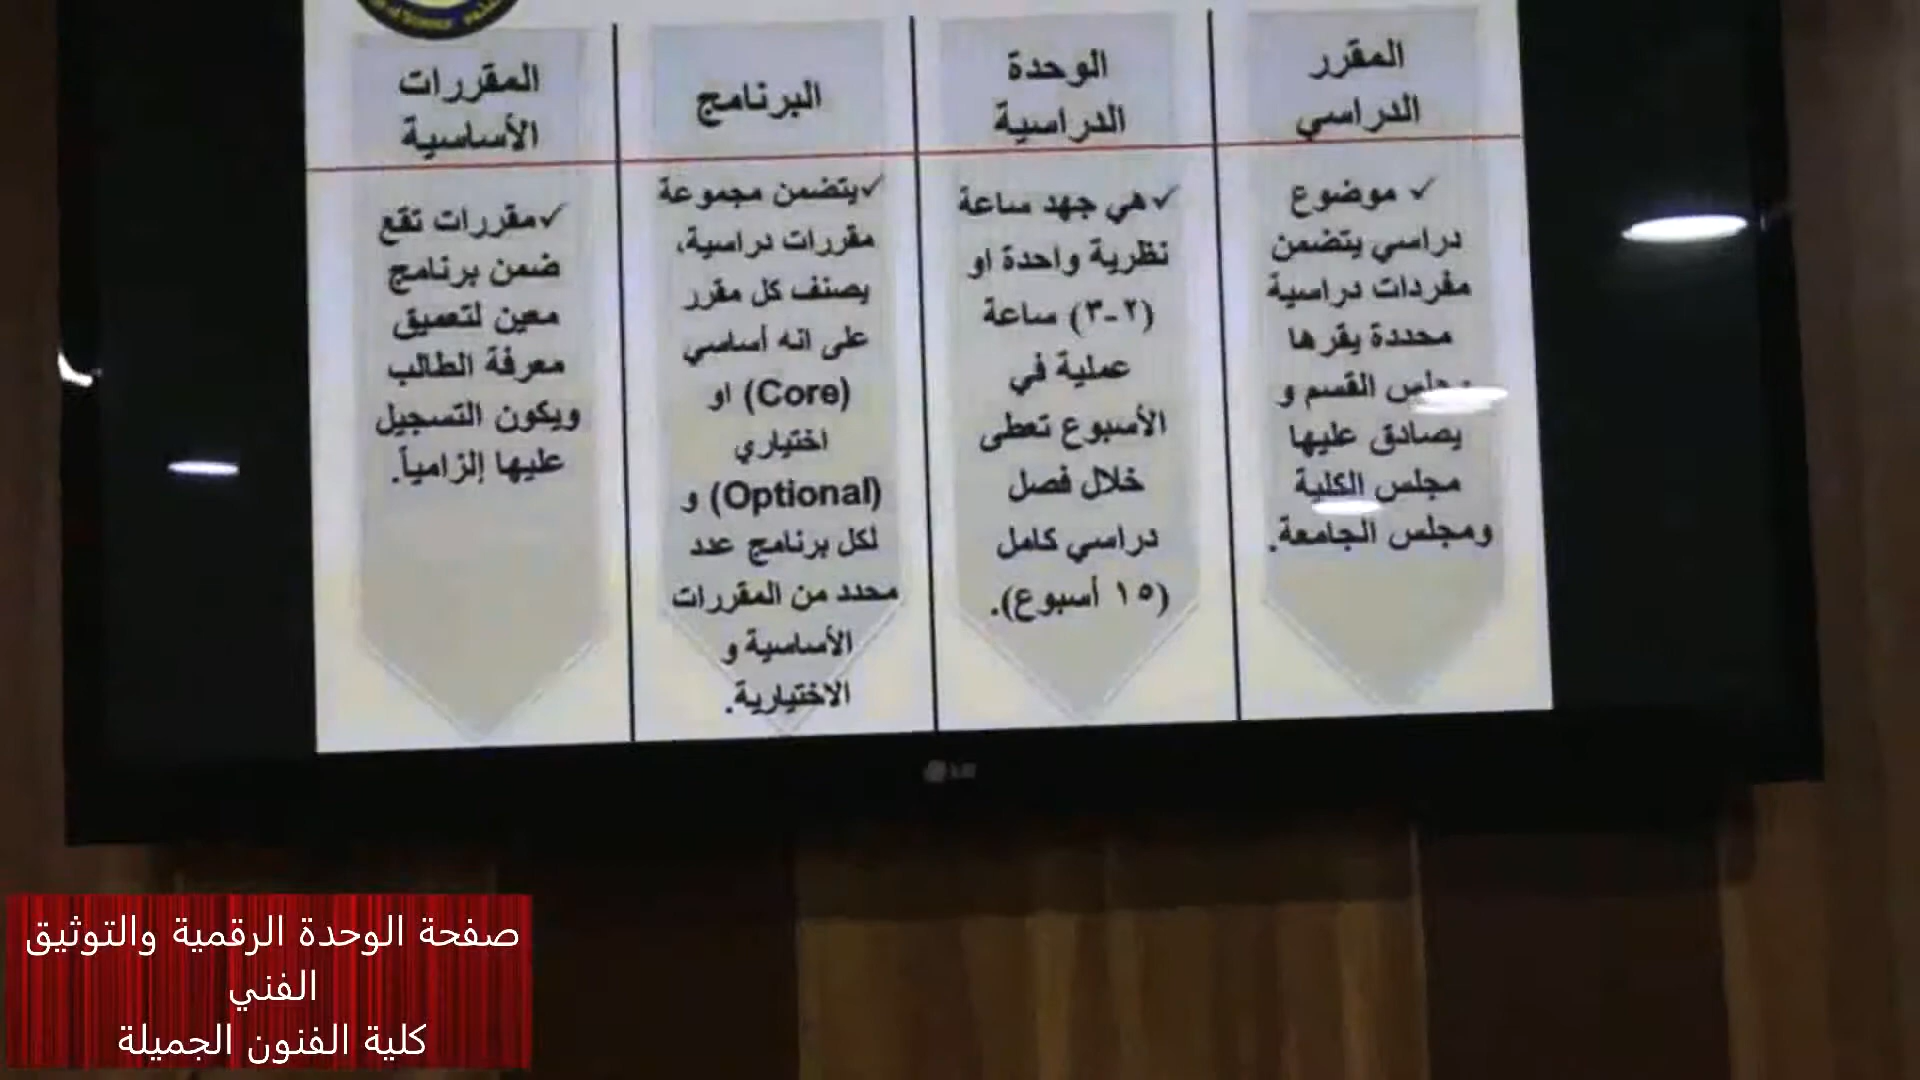 المقرر
الدراسي
✓ موضوع
دراسي يتضمن
مفردات دراسية
محددة يقرها
مجلس القسم و
يصادق عليها
مجلس الكلية
ومجلس الجامعة.
الوحدة
الدراسية
✓هي جهد ساعة
نظرية واحدة او
(٢-٣) ساعة
عملية في
الأسبوع تعطى
خلال فصل
دراسي كامل
(١٥ أسبوع).
البرنامج
✓يتضمن مجموعة
مقررات دراسية،
يصنف كل مقرر
على انه أساسي
(Core) او
اختياري
(Optional) و
لكل برنامج عدد
محدد من المقررات
الأساسية و
الاختيارية.
المقررات
الأساسية
✓مقررات تقع
ضمن برنامج
معين لتعميق
معرفة الطالب
ويكون التسجيل
عليها إلزامياً.
LG
صفحة الوحدة الرقمية والتوثيق
الفني
كلية الفنون الجميلة